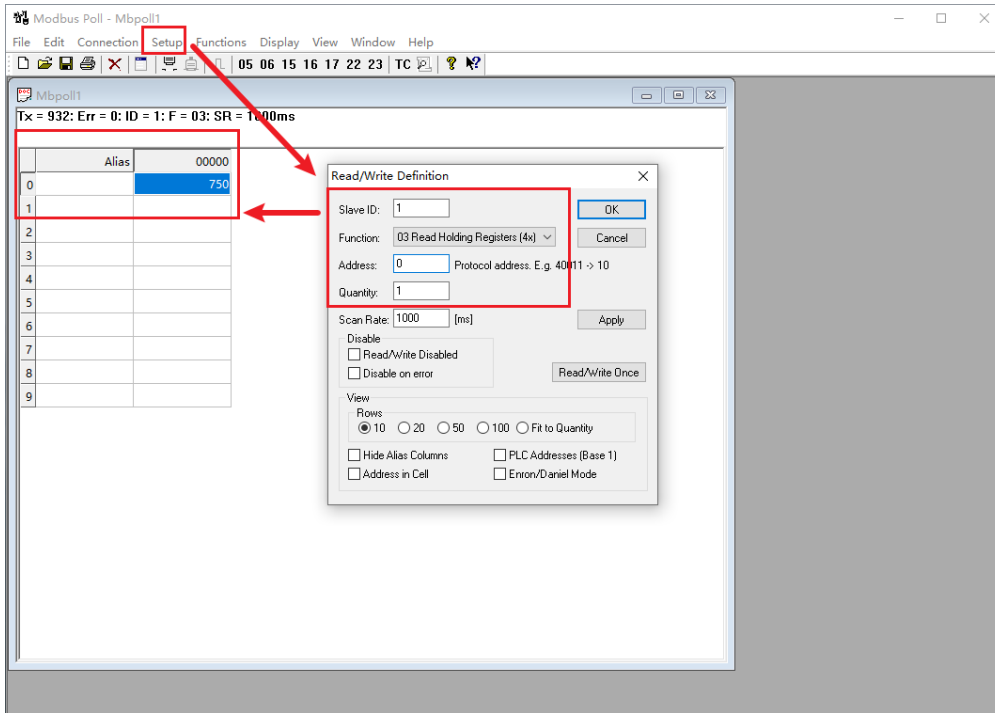 Modbus Poll - Mbpoll1
File Edit Connection Setup Functions Display View Window Help
05 06 15 16 17 22 23 TC
Mbpoll1
Tx = 932: Err = 0: ID = 1: F = 03: SR = 1000ms
Alias 00000
0 750
1
2
3
4
5
6
7
8
9
Read/Write Definition
Slave ID: 1 OK
Function: 03 Read Holding Registers (4x) Cancel
Address: 0 Protocol address. E.g. 40011 -> 10
Quantity: 1
Scan Rate: 1000 [ms] Apply
Disable
Read/Write Disabled
Disable on error Read/Write Once
View
Rows
10 20 50 100 Fit to Quantity
Hide Alias Columns PLC Addresses (Base 1)
Address in Cell Enron/Daniel Mode